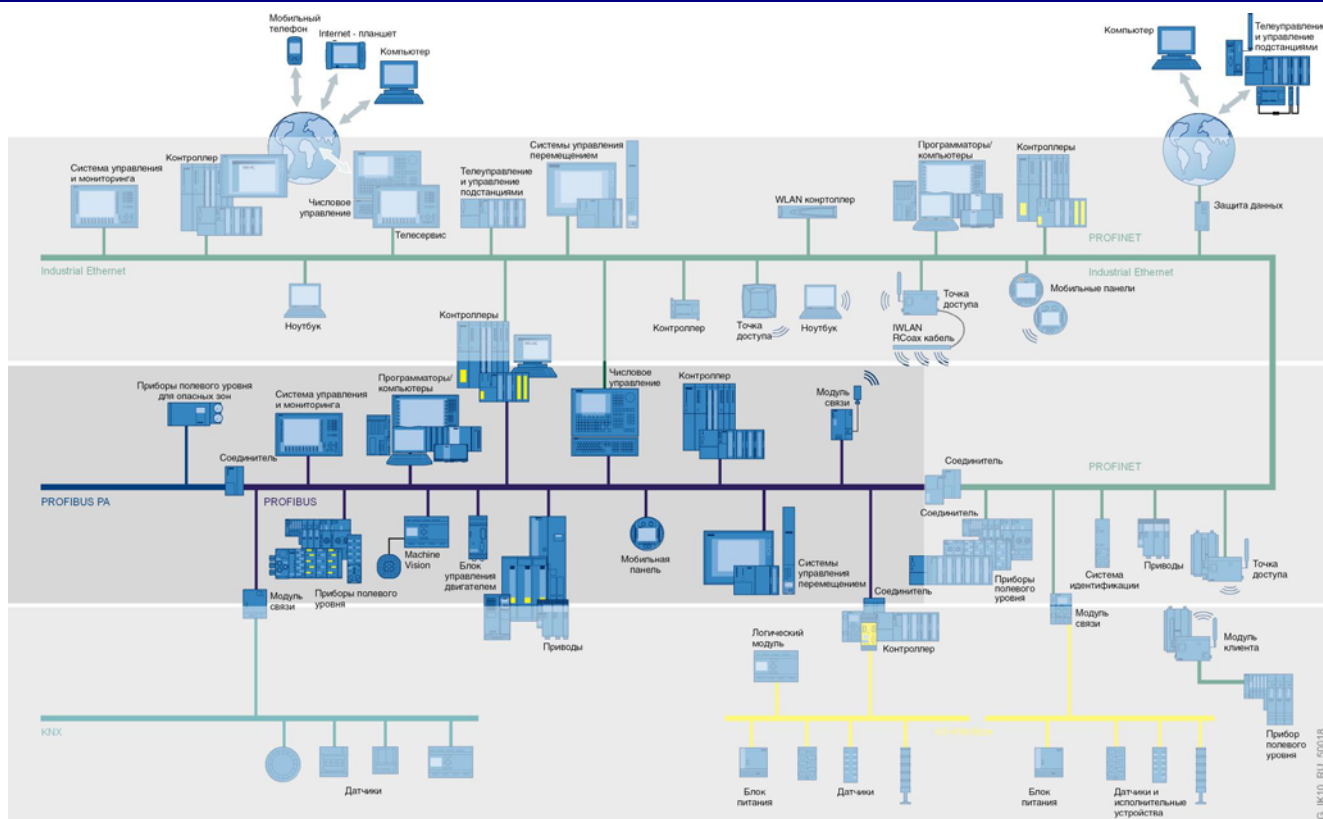 Мобильный
телефон
Internet - планшет
Компьютер
Компьютер
Телеуправление
и управление
подстанциями
Система управления
и мониторинга
Контроллер
Числовое
управление
Телесервис
Телеуправление
и управление
подстанциями
Системы управления
перемещением
WLAN контоллер
Программаторы/
компьютеры
Контроллеры
Защита данных
PROFINET
Industrial Ethernet
Industrial Ethernet
Ноутбук
Контроллеры
Контроллер
Точка
доступа
Ноутбук
Точка
доступа
IWLAN
RCoax кабель
Мобильные панели
Приборы полевого уровня
для опасных зон
Система управления
и мониторинга
Программаторы/
компьютеры
Числовое
управление
Контроллер
Модуль
связи
Соединитель
Соединитель
PROFINET
PROFIBUS PA
PROFIBUS
Модуль
связи
Приборы полевого
уровня
Machine
Vision
Блок
управления
двигателем
Приводы
Мобильная
панель
Системы
управления
перемещением
Соединитель
Соединитель
Приборы
полевого
уровня
Система
идентификации
Приводы
Точка
доступа
Логический
модуль
Контроллер
Модуль
связи
Модуль
клиента
Прибор
полевого
уровня
KNX
Датчики
Блок
питания
Датчики
Блок
питания
Датчики и
исполнительные
устройства
G_IK10_RU_50018